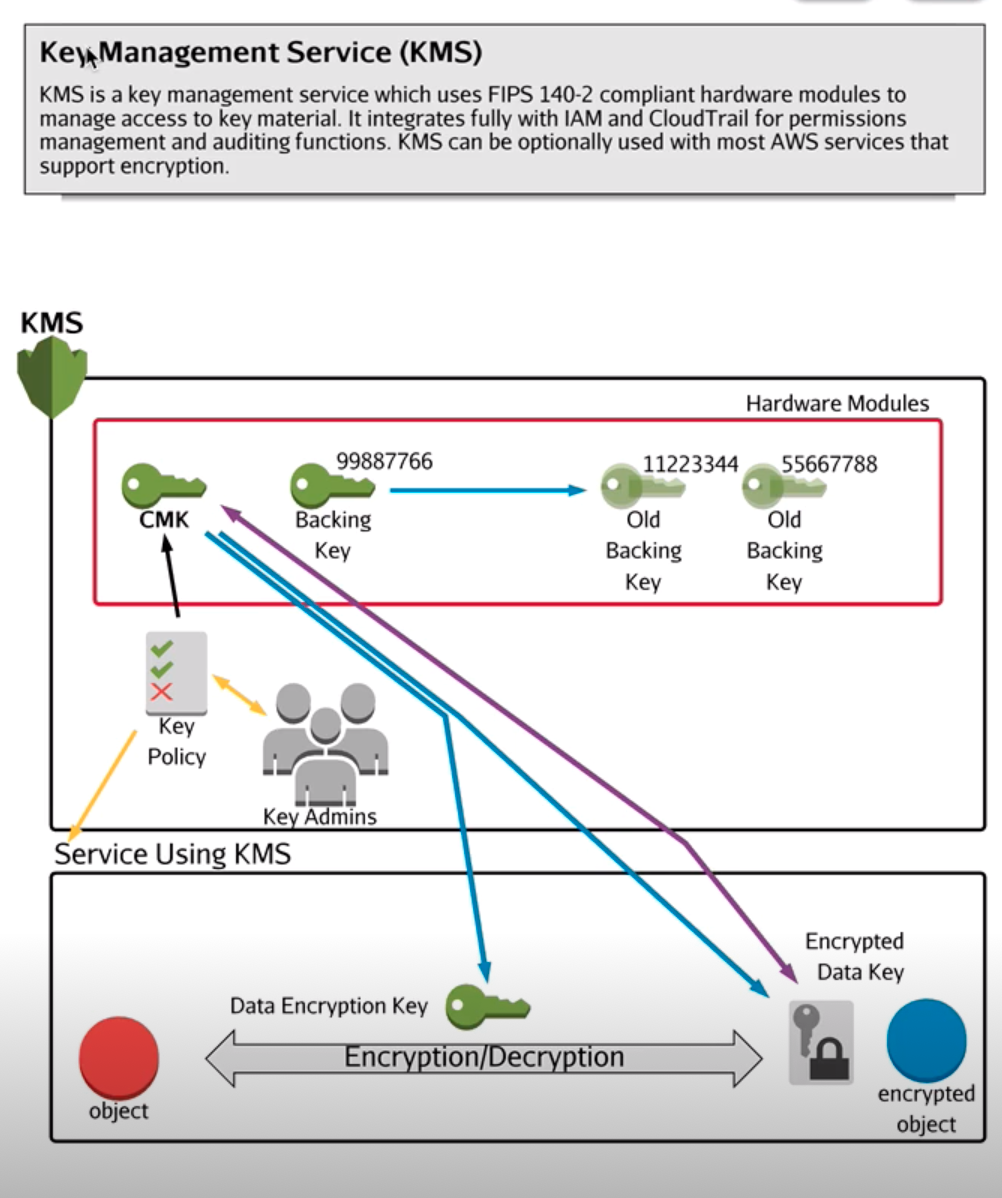 Key Management Service (KMS)
KMS is a key management service which uses FIPS 140-2 compliant hardware modules to
manage access to key material. It integrates fully with IAM and CloudTrail for permissions
management and auditing functions. KMS can be optionally used with most AWS services that
support encryption.
KMS
Hardware Modules
99887766
11223344
55667788
CMK
Backing
Key
Old
Backing
Key
Old
Backing
Key
Key
Policy
Key Admins
Service Using KMS
Encrypted
Data Key
Data Encryption Key
Encryption/Decryption
object
encrypted
object